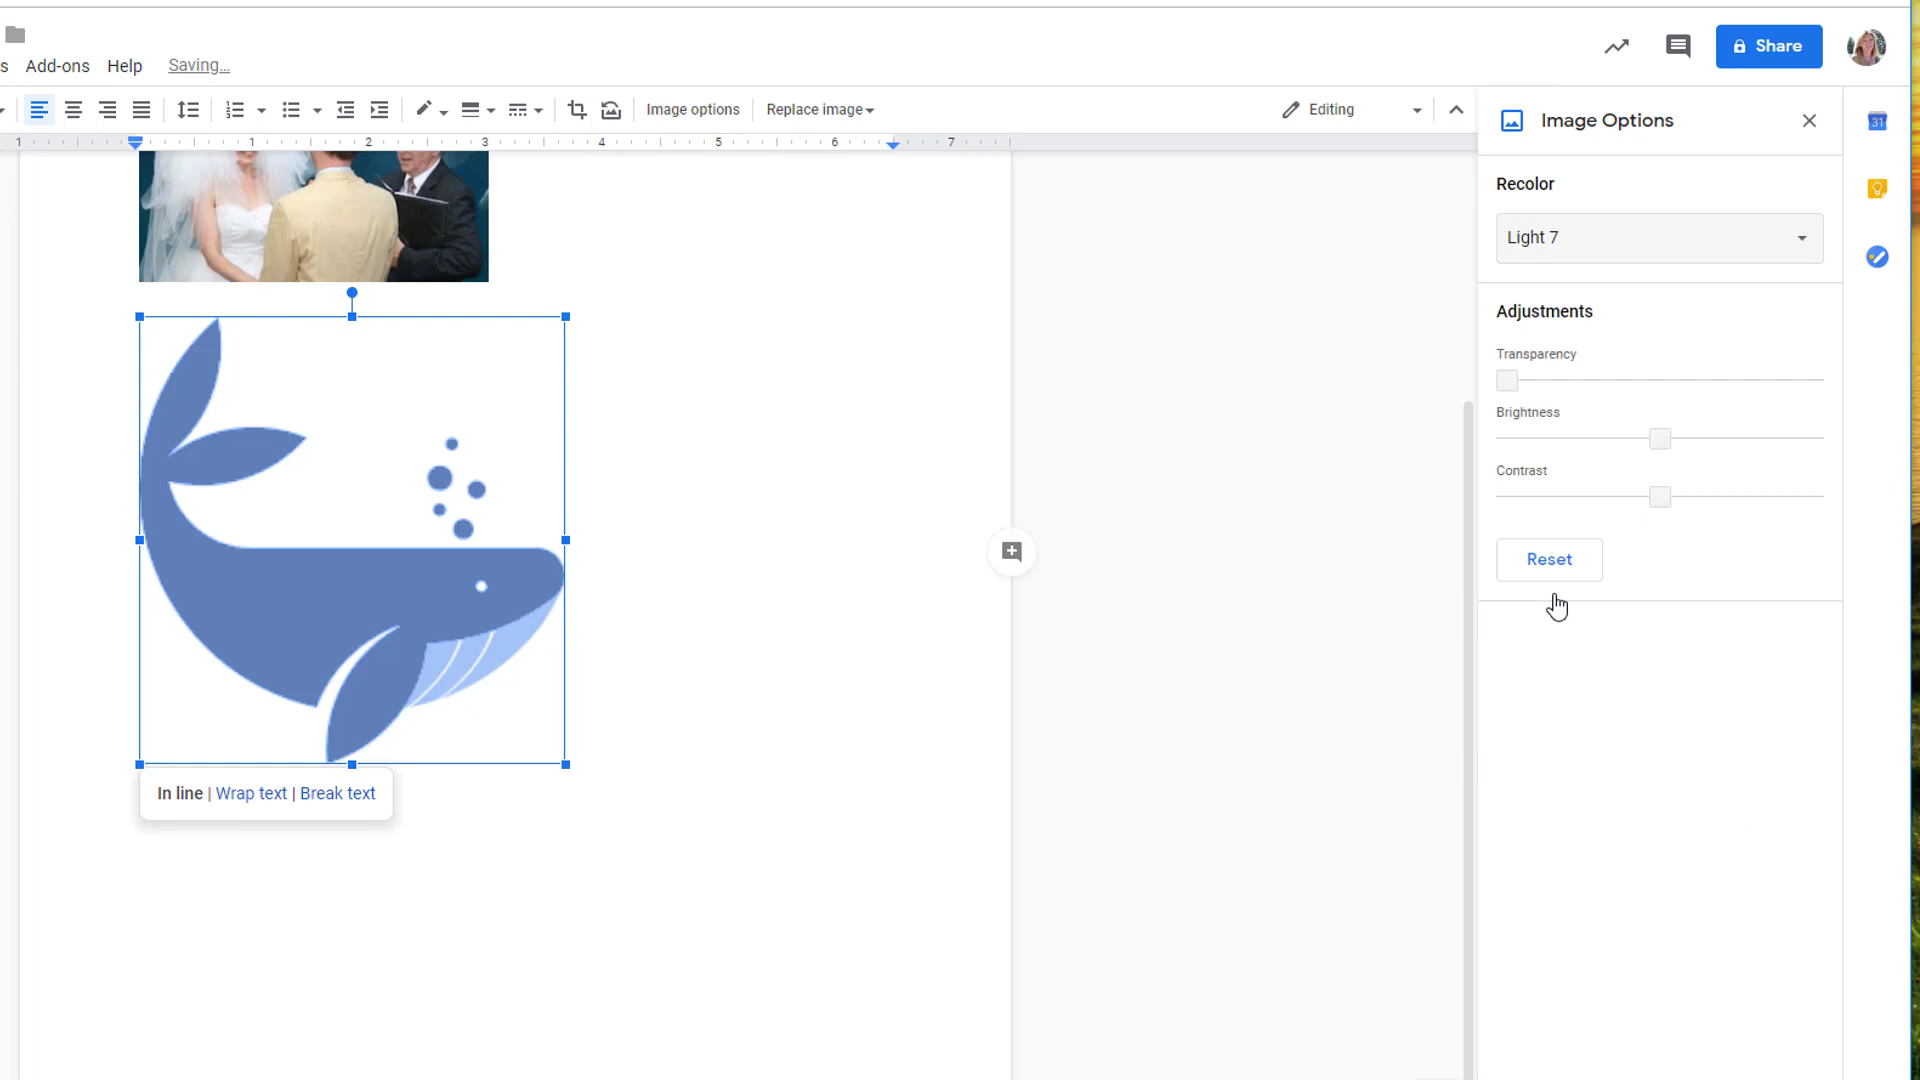 s Add-ons Help Saving...
Share
Image options Replace image
Editing
1 1 2 3 4 5 6 7
Image Options
31
Recolor
Light 7
Adjustments
Transparency
Brightness
Contrast
Reset
In line | Wrap text | Break text